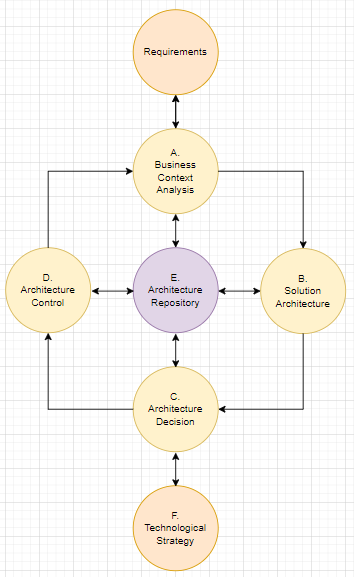 Requirements
A.
Business
Context
Analysis
D.
Architecture
Control
E.
Architecture
Repository
B.
Solution
Architecture
C.
Architecture
Decision
F.
Technological
Strategy